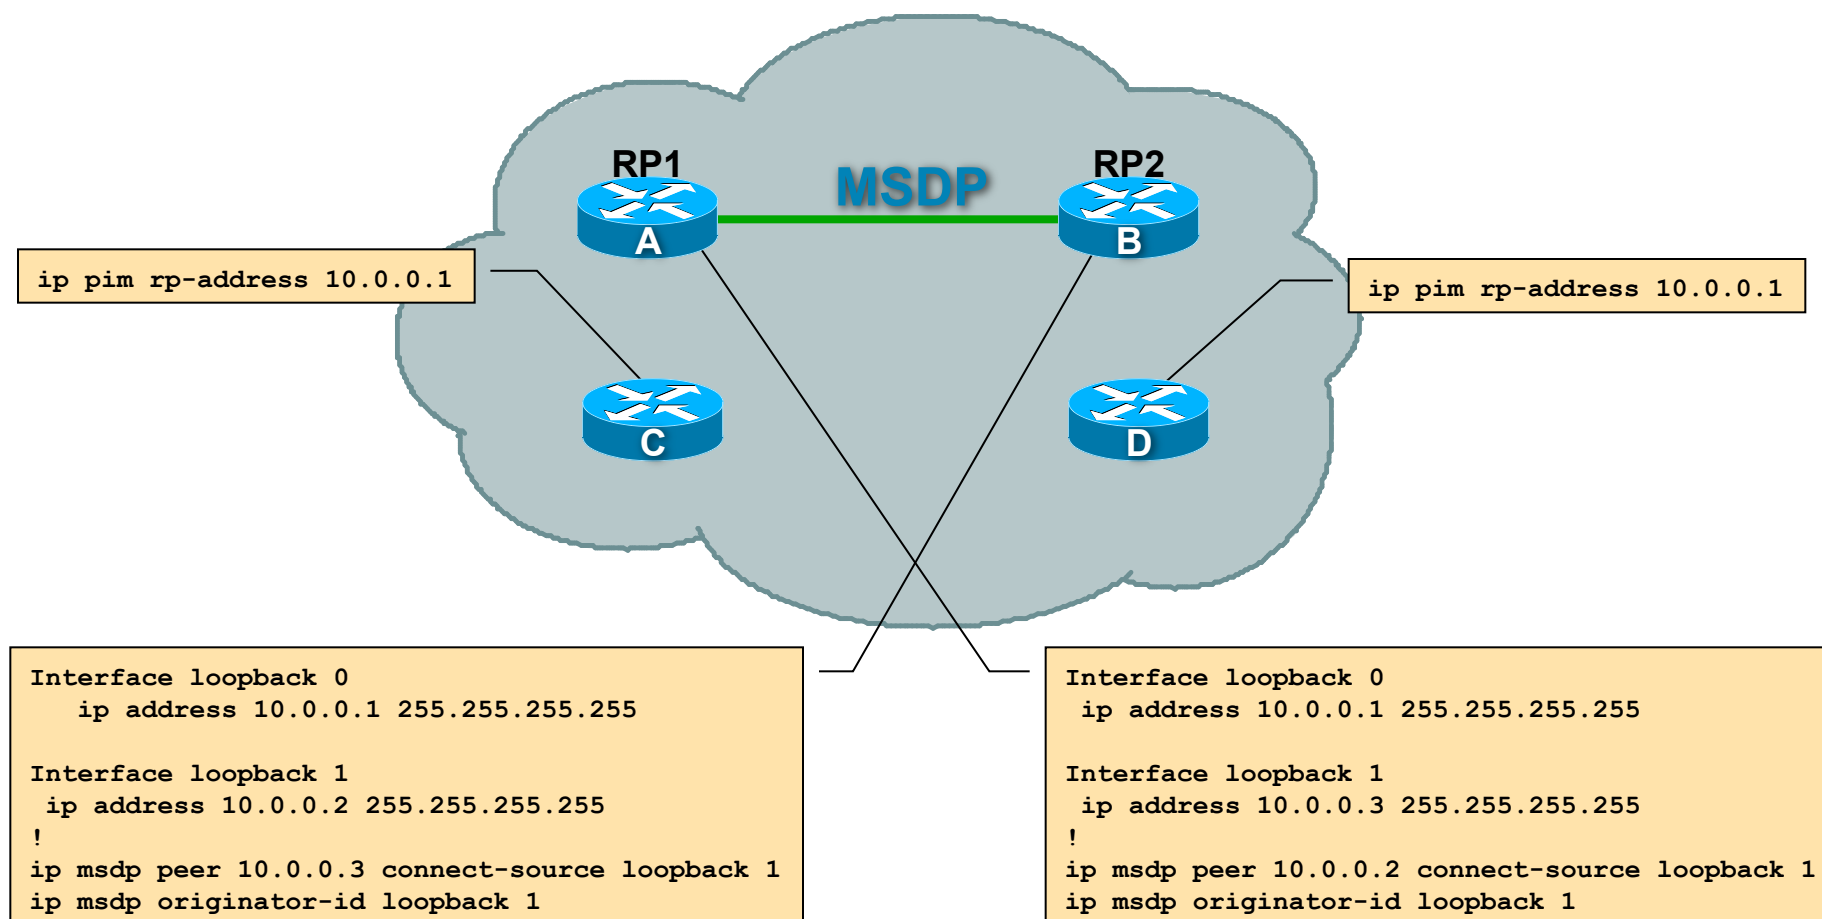 RP1
RP2
MSDP
A
B
ip pim rp-address 10.0.0.1
ip pim rp-address 10.0.0.1
C
D
Interface loopback 0
ip address 10.0.0.1 255.255.255.255
Interface loopback 1
ip address 10.0.0.2 255.255.255.255
!
ip msdp peer 10.0.0.3 connect-source loopback 1
ip msdp originator-id loopback 1
Interface loopback 0
ip address 10.0.0.1 255.255.255.255
Interface loopback 1
ip address 10.0.0.3 255.255.255.255
!
ip msdp peer 10.0.0.2 connect-source loopback 1
ip msdp originator-id loopback 1